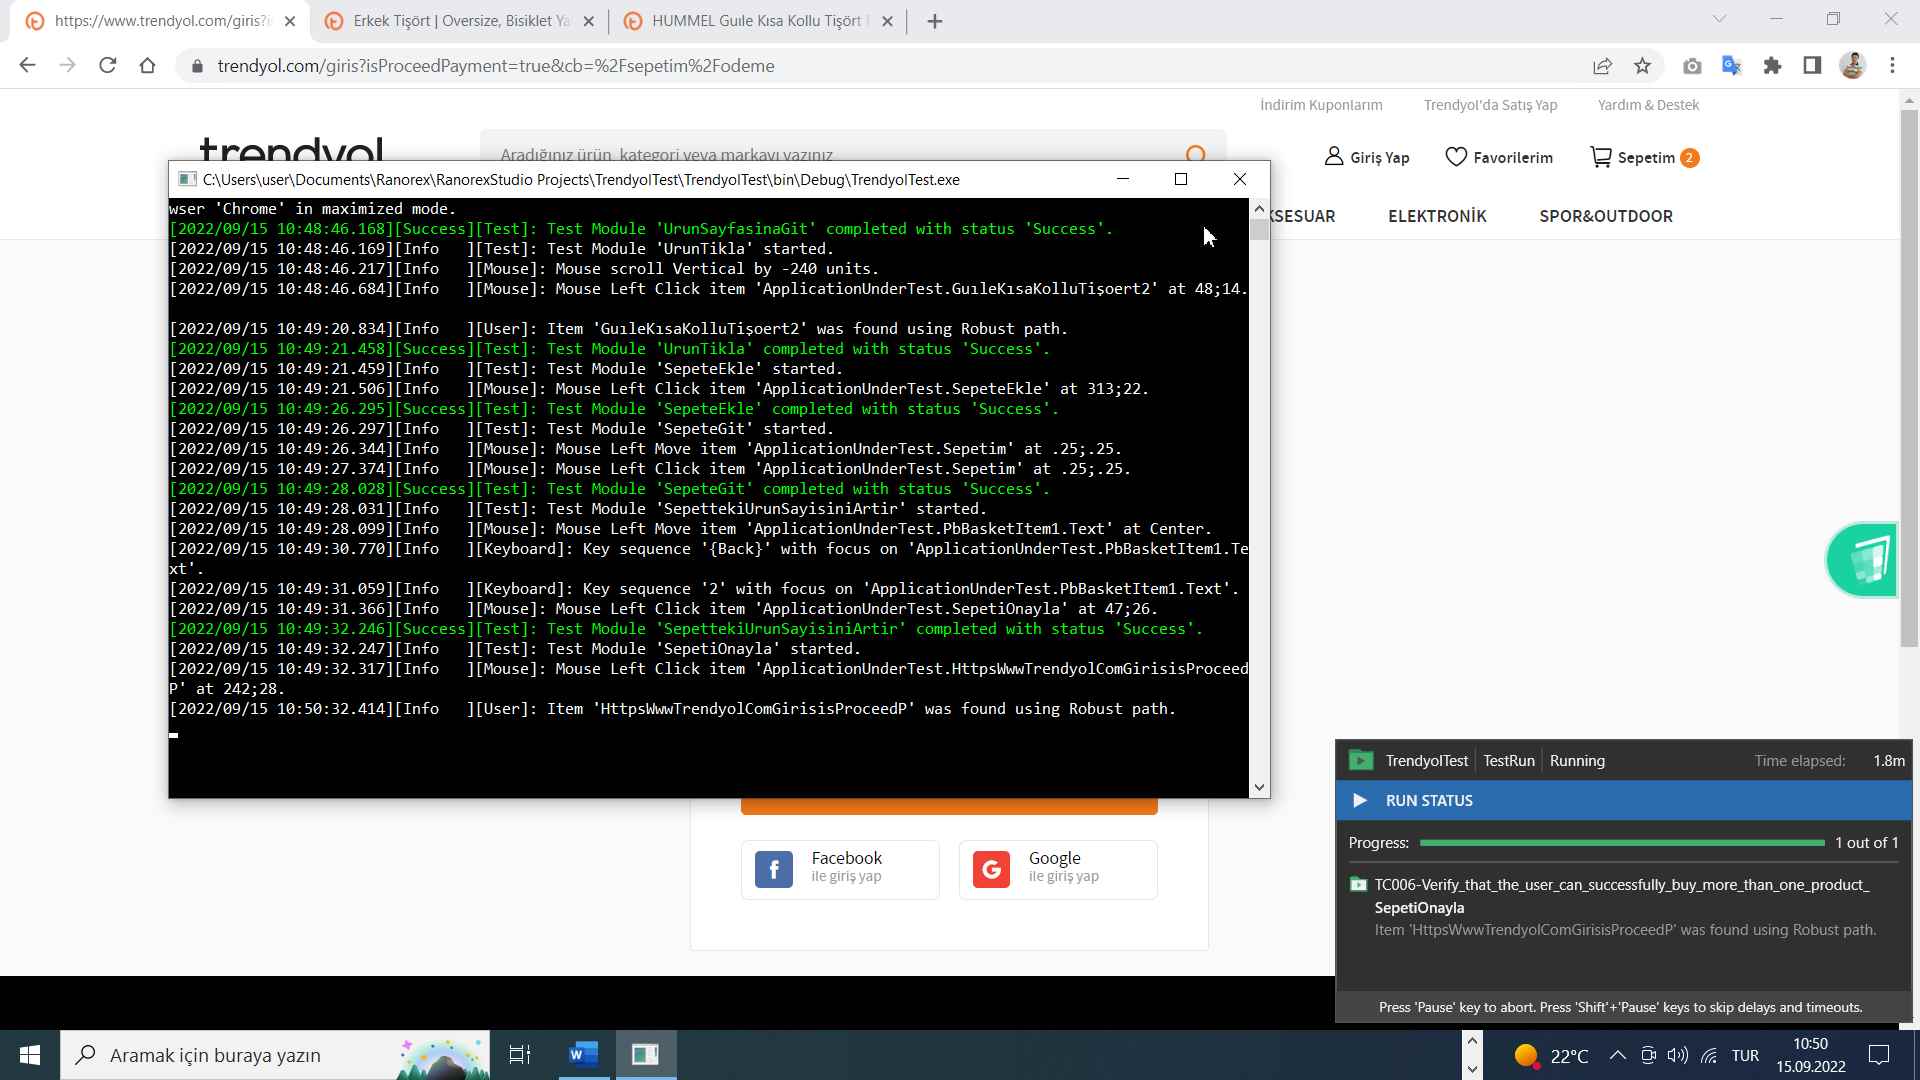 https://www.trendyol.com/giris?i
Erkek Tişört | Oversize, Bisiklet Ya
HUMMEL Guıle Kısa Kollu Tişört
trendyol.com/giris?isProceedPayment=true&cb=%2Fsepetim%2Fodeme
İndirim Kuponlarım
Trendyol'da Satış Yap
Yardım & Destek
trendyol
Aradığınız ürün, kategori veya markayı yazınız
Giriş Yap
Favorilerim
Sepetim 2
KSESUAR
ELEKTRONİK
SPOR&OUTDOOR
C:\Users\user\Documents\Ranorex\RanorexStudio Projects\TrendyolTest\TrendyolTest\bin\Debug\TrendyolTest.exe
wser 'Chrome' in maximized mode.
[2022/09/15 10:48:46.168][Success][Test]: Test Module 'UrunSayfasinaGit' completed with status 'Success'.
[2022/09/15 10:48:46.169][Info   ][Test]: Test Module 'UrunTikla' started.
[2022/09/15 10:48:46.217][Info   ][Mouse]: Mouse scroll Vertical by -240 units.
[2022/09/15 10:48:46.684][Info   ][Mouse]: Mouse Left Click item 'ApplicationUnderTest.GuıleKısaKolluTişoert2' at 48;14.
[2022/09/15 10:49:20.834][Info   ][User]: Item 'GuıleKısaKolluTişoert2' was found using Robust path.
[2022/09/15 10:49:21.458][Success][Test]: Test Module 'UrunTikla' completed with status 'Success'.
[2022/09/15 10:49:21.459][Info   ][Test]: Test Module 'SepeteEkle' started.
[2022/09/15 10:49:21.506][Info   ][Mouse]: Mouse Left Click item 'ApplicationUnderTest.SepeteEkle' at 313;22.
[2022/09/15 10:49:26.295][Success][Test]: Test Module 'SepeteEkle' completed with status 'Success'.
[2022/09/15 10:49:26.297][Info   ][Test]: Test Module 'SepeteGit' started.
[2022/09/15 10:49:26.344][Info   ][Mouse]: Mouse Left Move item 'ApplicationUnderTest.Sepetim' at .25;.25.
[2022/09/15 10:49:27.374][Info   ][Mouse]: Mouse Left Click item 'ApplicationUnderTest.Sepetim' at .25;.25.
[2022/09/15 10:49:28.028][Success][Test]: Test Module 'SepeteGit' completed with status 'Success'.
[2022/09/15 10:49:28.031][Info   ][Test]: Test Module 'SepettekiUrunSayisiniArtir' started.
[2022/09/15 10:49:28.099][Info   ][Mouse]: Mouse Left Move item 'ApplicationUnderTest.PbBasketItem1.Text' at Center.
[2022/09/15 10:49:30.770][Info   ][Keyboard]: Key sequence '{Back}' with focus on 'ApplicationUnderTest.PbBasketItem1.Te
xt'.
[2022/09/15 10:49:31.059][Info   ][Keyboard]: Key sequence '2' with focus on 'ApplicationUnderTest.PbBasketItem1.Text'.
[2022/09/15 10:49:31.366][Info   ][Mouse]: Mouse Left Click item 'ApplicationUnderTest.SepetiOnayla' at 47;26.
[2022/09/15 10:49:32.246][Success][Test]: Test Module 'SepettekiUrunSayisiniArtir' completed with status 'Success'.
[2022/09/15 10:49:32.247][Info   ][Test]: Test Module 'SepetiOnayla' started.
[2022/09/15 10:49:32.317][Info   ][Mouse]: Mouse Left Click item 'ApplicationUnderTest.HttpsWwwTrendyolComGirisisProceed
P' at 242;28.
[2022/09/15 10:50:32.414][Info   ][User]: Item 'HttpsWwwTrendyolComGirisisProceedP' was found using Robust path.
Facebook
ile giriş yap
Google
ile giriş yap
TrendyolTest TestRun Running Time elapsed: 1.8m
RUN STATUS
Progress: 1 out of 1
TC006-Verify_that_the_user_can_successfully_buy_more_than_one_product_
SepetiOnayla
Item 'HttpsWwwTrendyolComGirisisProceedP' was found using Robust path.
Press 'Pause' key to abort. Press 'Shift'+'Pause' keys to skip delays and timeouts.
Aramak için buraya yazın
22°C
TUR
10:50
15.09.2022